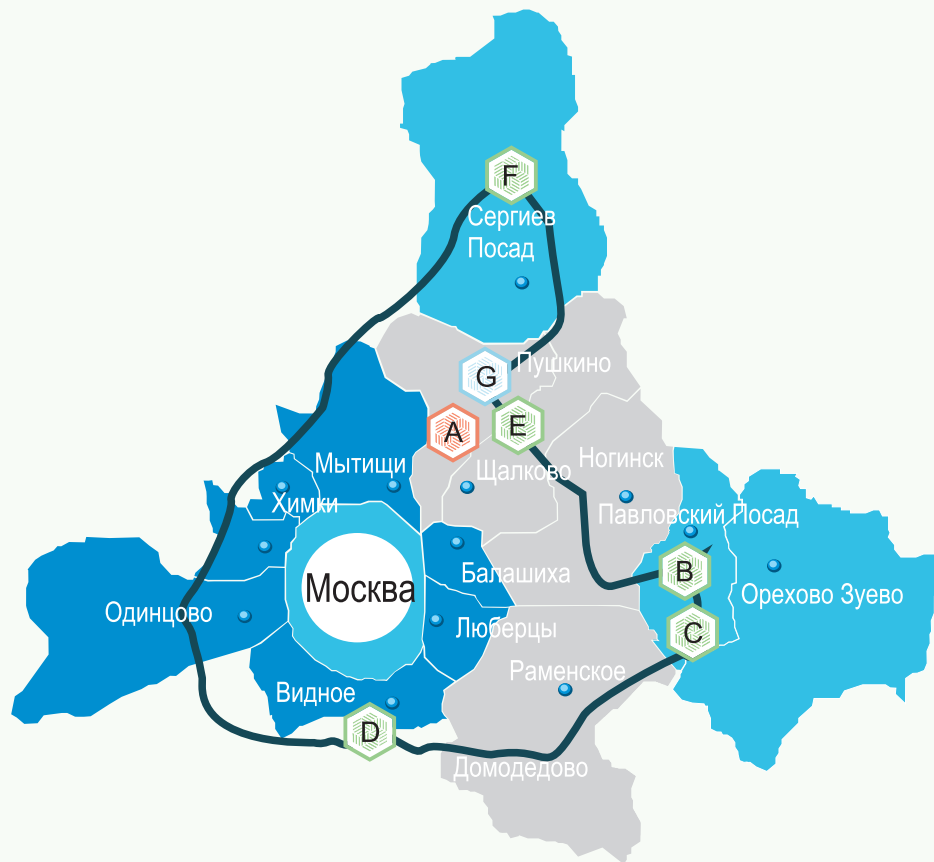 F
Сергиев
Посад
Пушкино
G
E
A
Мытищи
Щалково
Ногинск
Химки
Павловский Посад
Балашиха
B
Москва
Орехово Зуево
Одинцово
Люберцы
C
Раменское
Видное
D
Домодедово